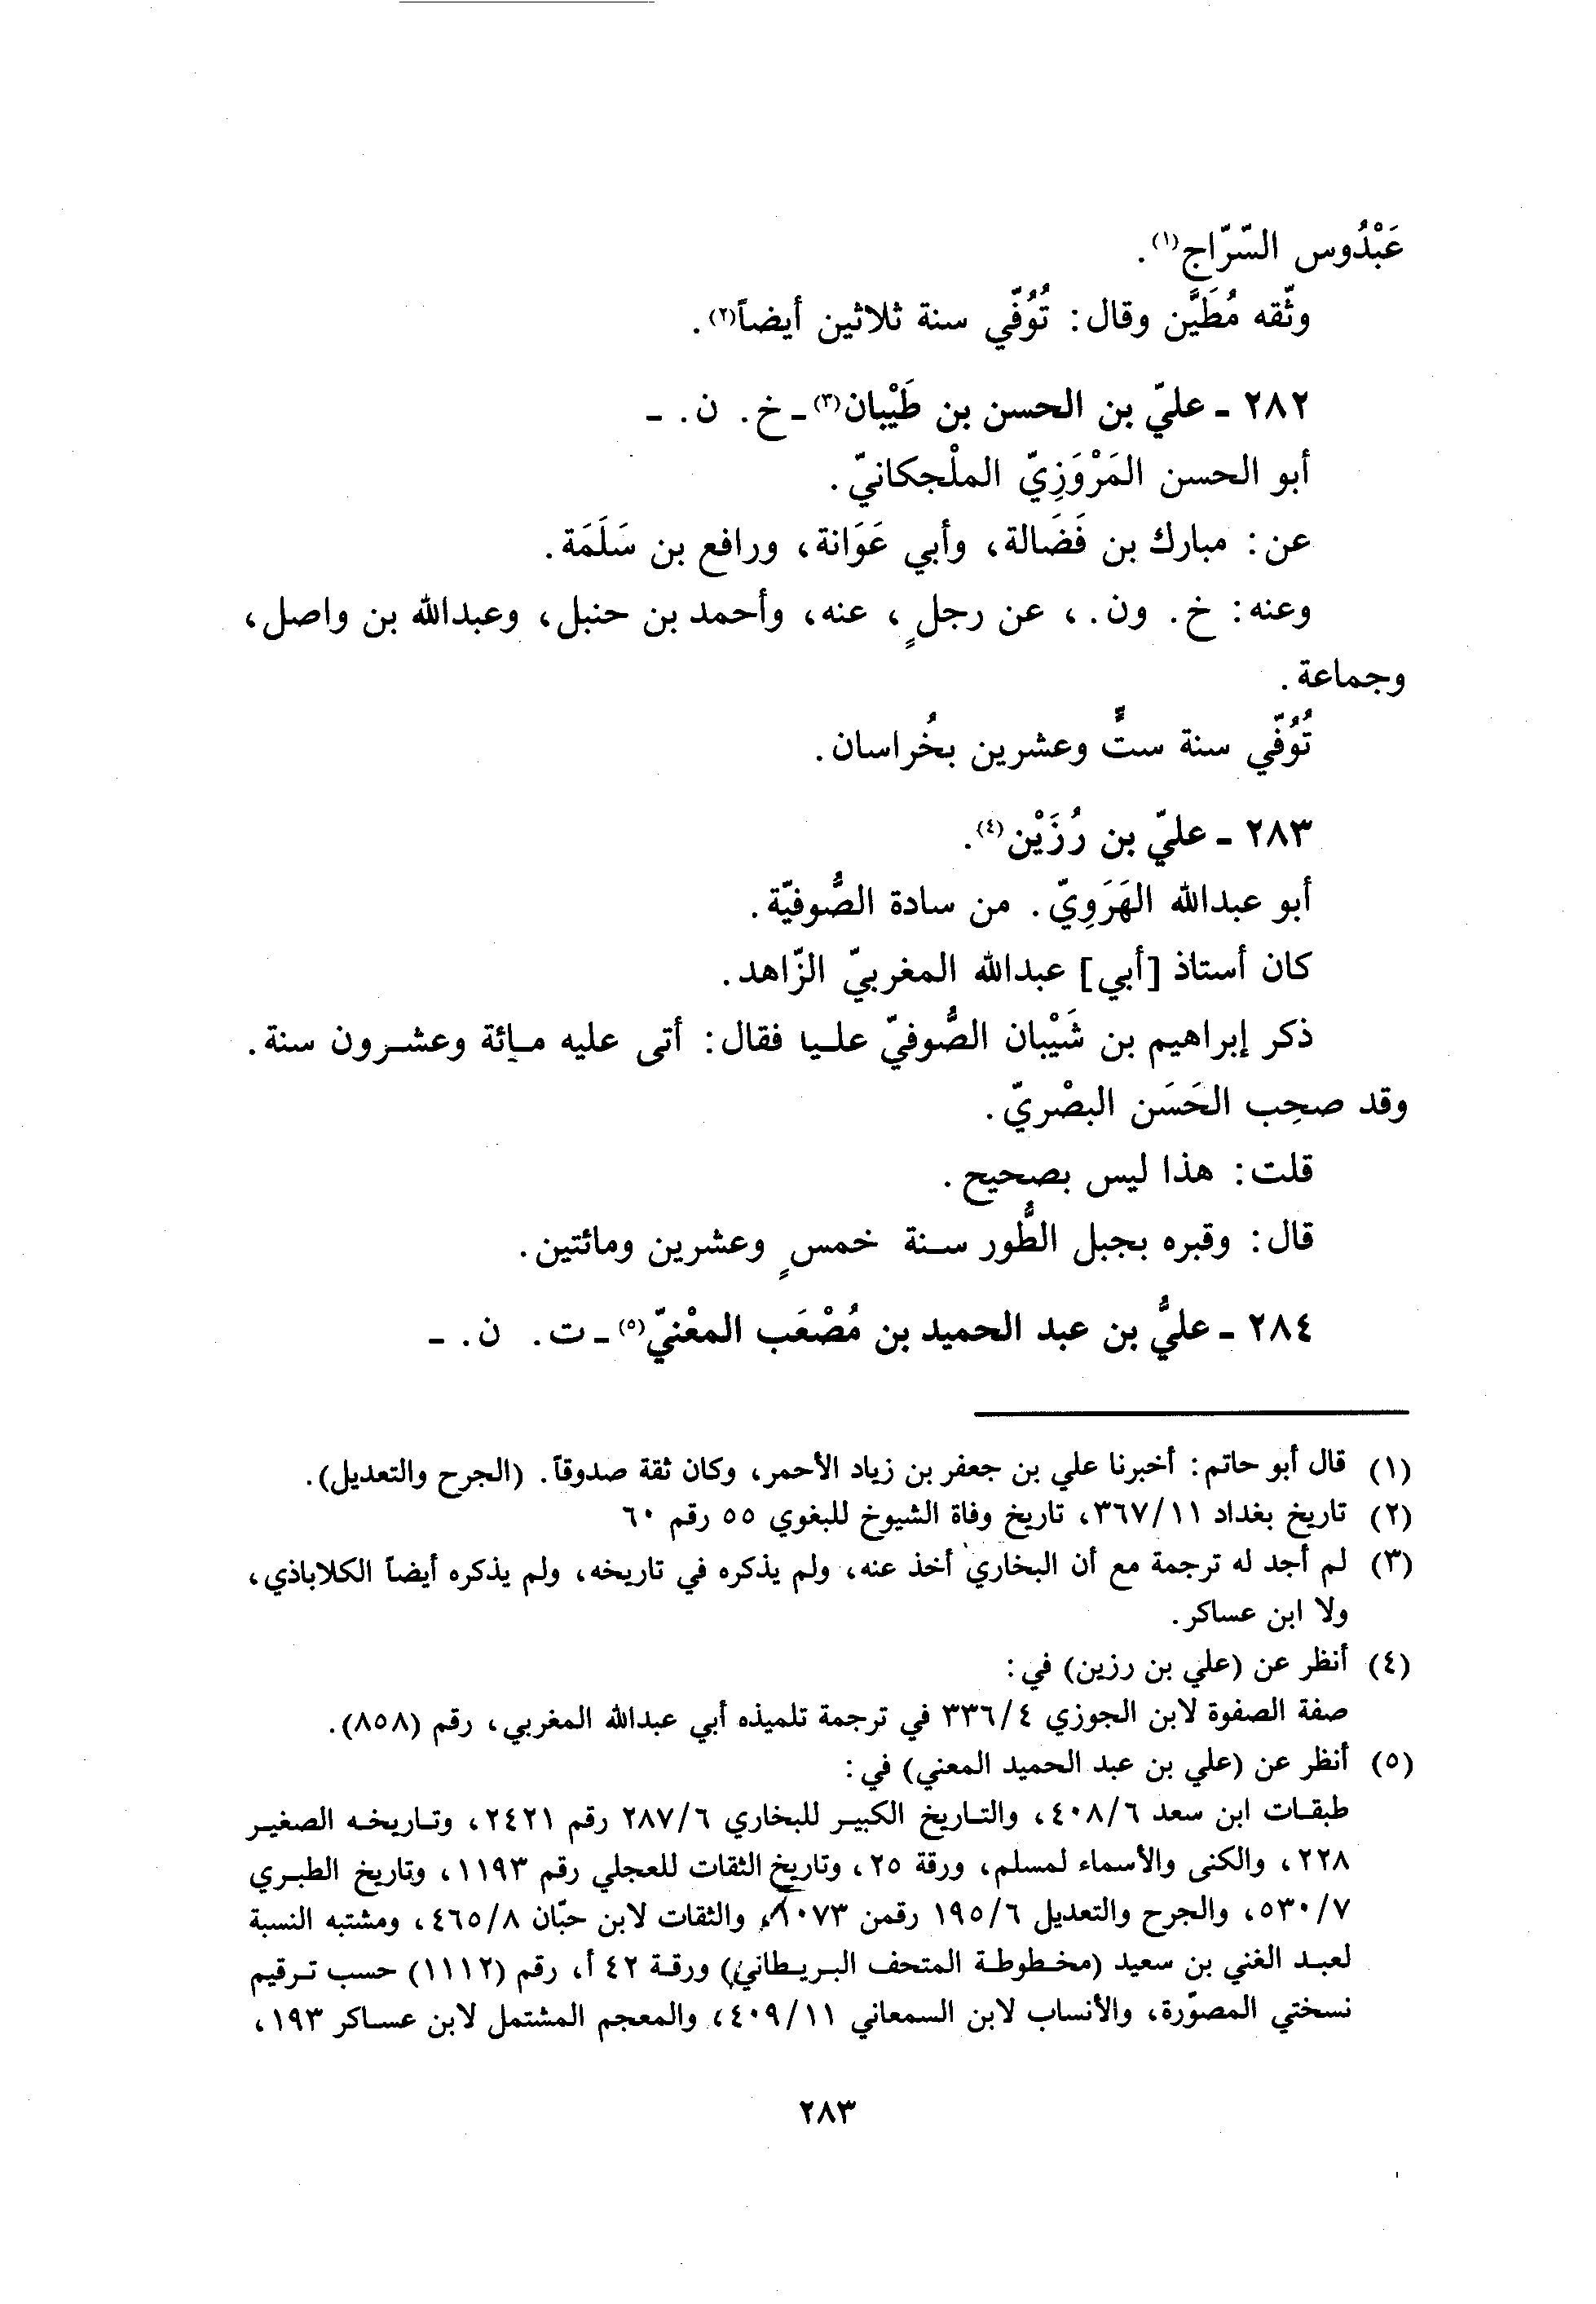 عَبْدُوس السّرّاج(١).
وثّقه مُطَيَّن وقال: تُوُفّي سنة ثلاثين أيضاً(٢).
٢٨٢ ـ عليّ بن الحسن بن طَيْبان(٣) ـ خ. ن. ـ
أبو الحسن المَرْوَزِيّ الملْجكانيّ.
عن: مبارك بن فَضَالة، وأبي عَوَانة، ورافع بن سَلَمَة.
وعنه: خ. ون.، عن رجلٍ، عنه، وأحمد بن حنبل، وعبدالله بن واصل،
وجماعة.
تُوُفّي سنة ستٍّ وعشرين بخُراسان.
٢٨٣ ـ عليّ بن رُزَيْن(٤).
أبو عبدالله الهَرَوِيّ. من سادة الصُّوفيّة.
كان أستاذ [أبي] عبدالله المغربيّ الزّاهد.
ذكر إبراهيم بن شَيْبان الصُّوفيّ عليا فقال: أتى عليه مائة وعشرون سنة.
وقد صحِب الحَسَن البصْريّ.
قلت: هذا ليس بصحيح.
قال: وقبره بجبل الطُّور سنة خمسٍ وعشرين ومائتين.
٢٨٤ ـ عليُّ بن عبد الحميد بن مُصْعَب المعْنيّ(٥) ـ ت. ن. ـ
(١) قال أبو حاتم: أخبرنا علي بن جعفر بن زياد الأحمر، وكان ثقة صدوقاً. (الجرح والتعديل).
(٢) تاريخ بغداد ٣٦٧/١١، تاريخ وفاة الشيوخ للبغوي ٥٥ رقم ٦٠
(٣) لم أجد له ترجمة مع أن البخاري أخذ عنه، ولم يذكره في تاريخه، ولم يذكره أيضاً الكلاباذي،
ولا ابن عساكر.
(٤) أنظر عن (علي بن رزين) في:
صفة الصفوة لابن الجوزي ٣٣٦/٤ في ترجمة تلميذه أبي عبدالله المغربي، رقم (٨٥٨).
(٥) أنظر عن (علي بن عبد الحميد المعني) في:
طبقات ابن سعد ٤٠٨/٦، والتاريخ الكبير للبخاري ٢٨٧/٦ رقم ٢٤٢١، وتاريخه الصغير
٢٢٨، والكنى والأسماء لمسلم، ورقة ٢٥، وتاريخ الثقات للعجلي رقم ١١٩٣، وتاريخ الطبري
٥٣٠/٧، والجرح والتعديل ١٩٥/٦ رقمن ١٠٧٣، والثقات لابن حبّان ٤٦٥/٨، ومشتبه النسبة
لعبد الغني بن سعيد (مخطوطة المتحف البريطاني) ورقة ٤٢ أ، رقم (١١١٢) حسب ترقيم
نسختي المصوّرة، والأنساب لابن السمعاني ٤٠٩/١١، والمعجم المشتمل لابن عساكر ١٩٣،
٢٨٣